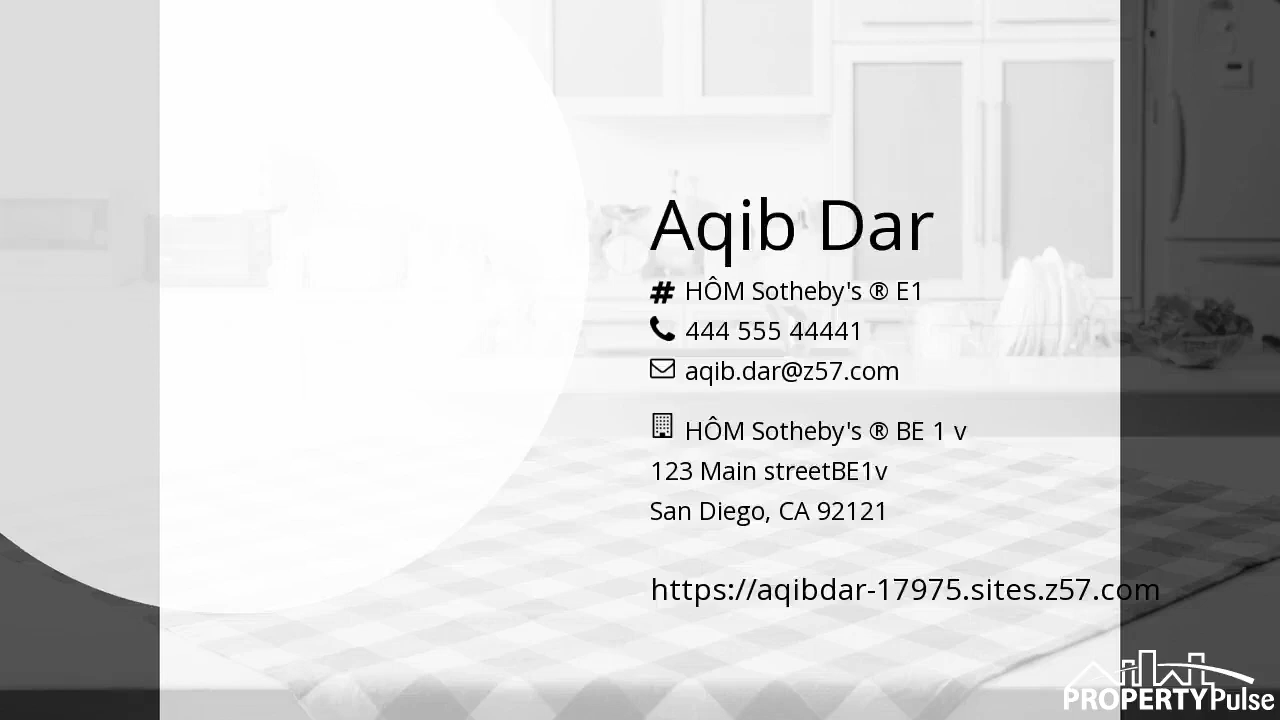 Aqib Dar
# HÔM Sotheby's ® E1
444 555 44441
aqib.dar@z57.com
HÔM Sotheby's ® BE 1 v
123 Main streetBE1v
San Diego, CA 92121
https://aqibdar-17975.sites.z57.com
PROPERTYPulse